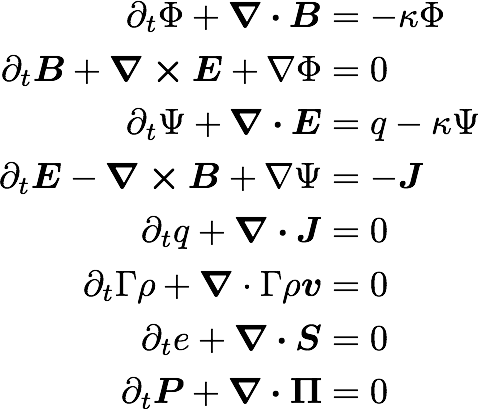 ∂ₜΦ + ∇ · B = −κΦ
∂ₜB + ∇ × E + ∇Φ = 0
∂ₜΨ + ∇ · E = q − κΨ
∂ₜE − ∇ × B + ∇Ψ = −J
∂ₜq + ∇ · J = 0
∂ₜΓρ + ∇ · Γρv = 0
∂ₜe + ∇ · S = 0
∂ₜP + ∇ · Π = 0